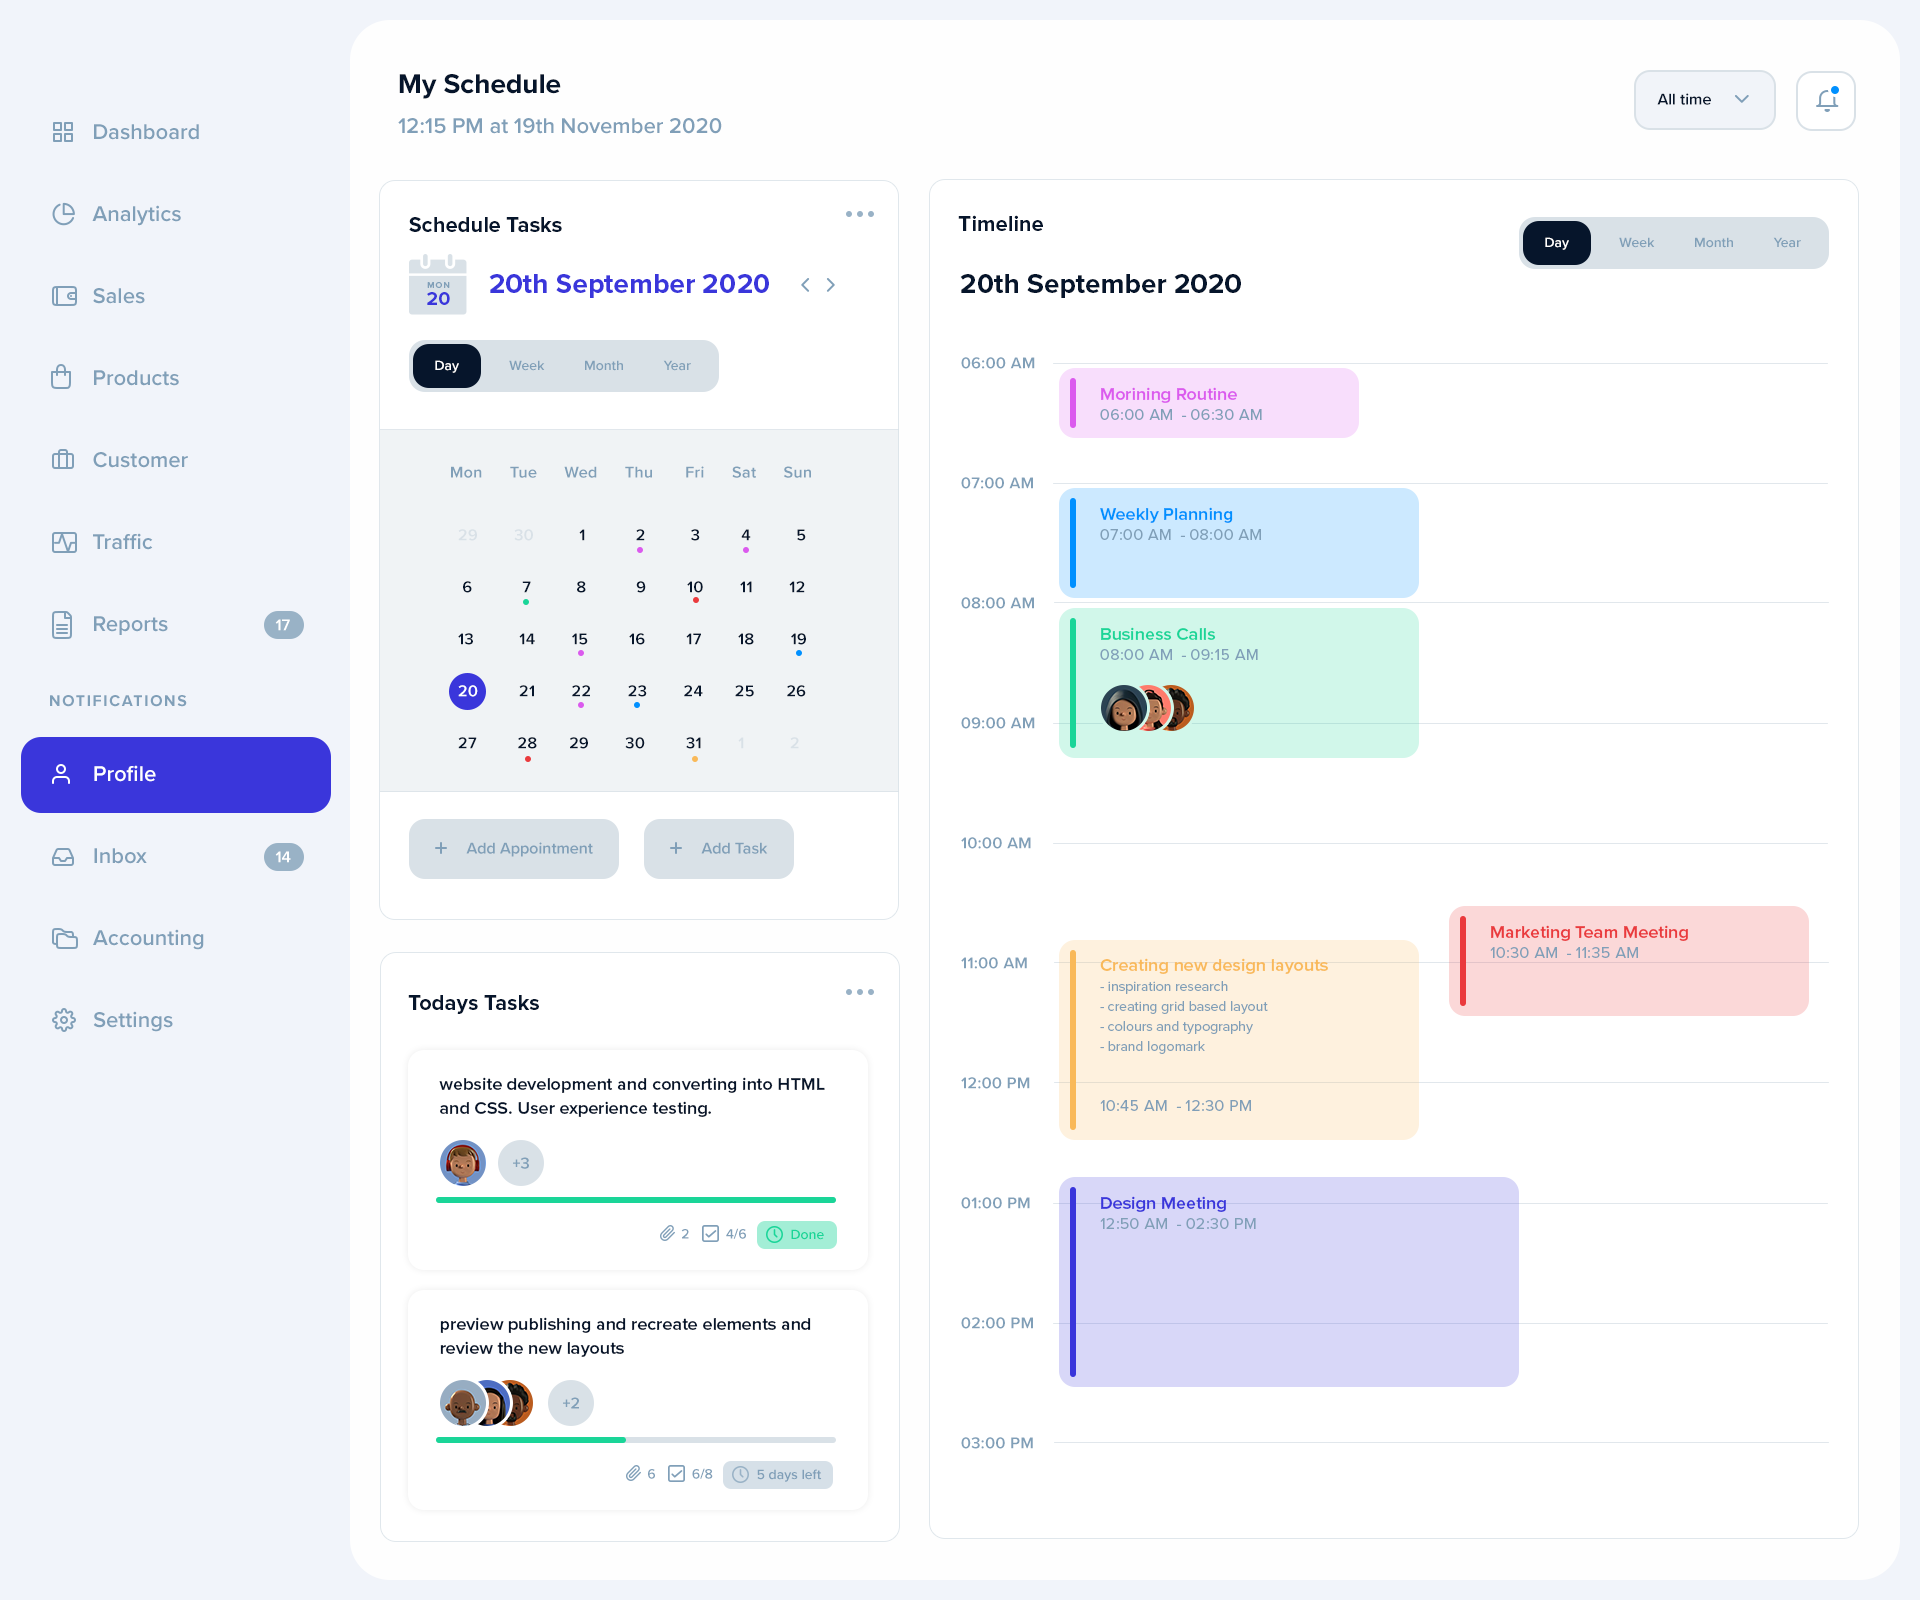 Dashboard
Analytics
Sales
Products
Customer
Traffic
Reports 17
NOTIFICATIONS
Profile
Inbox 14
Accounting
Settings
My Schedule
12:15 PM at 19th November 2020
All time
Schedule Tasks
MON
20
20th September 2020
Day Week Month Year
Mon Tue Wed Thu Fri Sat Sun
29 30 1 2 3 4 5
6 7 8 9 10 11 12
13 14 15 16 17 18 19
20 21 22 23 24 25 26
27 28 29 30 31 1 2
+ Add Appointment + Add Task
Todays Tasks
website development and converting into HTML
and CSS. User experience testing.
+3
2 4/6 Done
preview publishing and recreate elements and
review the new layouts
+2
6 6/8 5 days left
Timeline
Day Week Month Year
20th September 2020
06:00 AM
Morining Routine
06:00 AM - 06:30 AM
07:00 AM
Weekly Planning
07:00 AM - 08:00 AM
08:00 AM
Business Calls
08:00 AM - 09:15 AM
09:00 AM
10:00 AM
Marketing Team Meeting
10:30 AM - 11:35 AM
11:00 AM
Creating new design layouts
- inspiration research
- creating grid based layout
- colours and typography
- brand logomark
12:00 PM
10:45 AM - 12:30 PM
01:00 PM
Design Meeting
12:50 AM - 02:30 PM
02:00 PM
03:00 PM